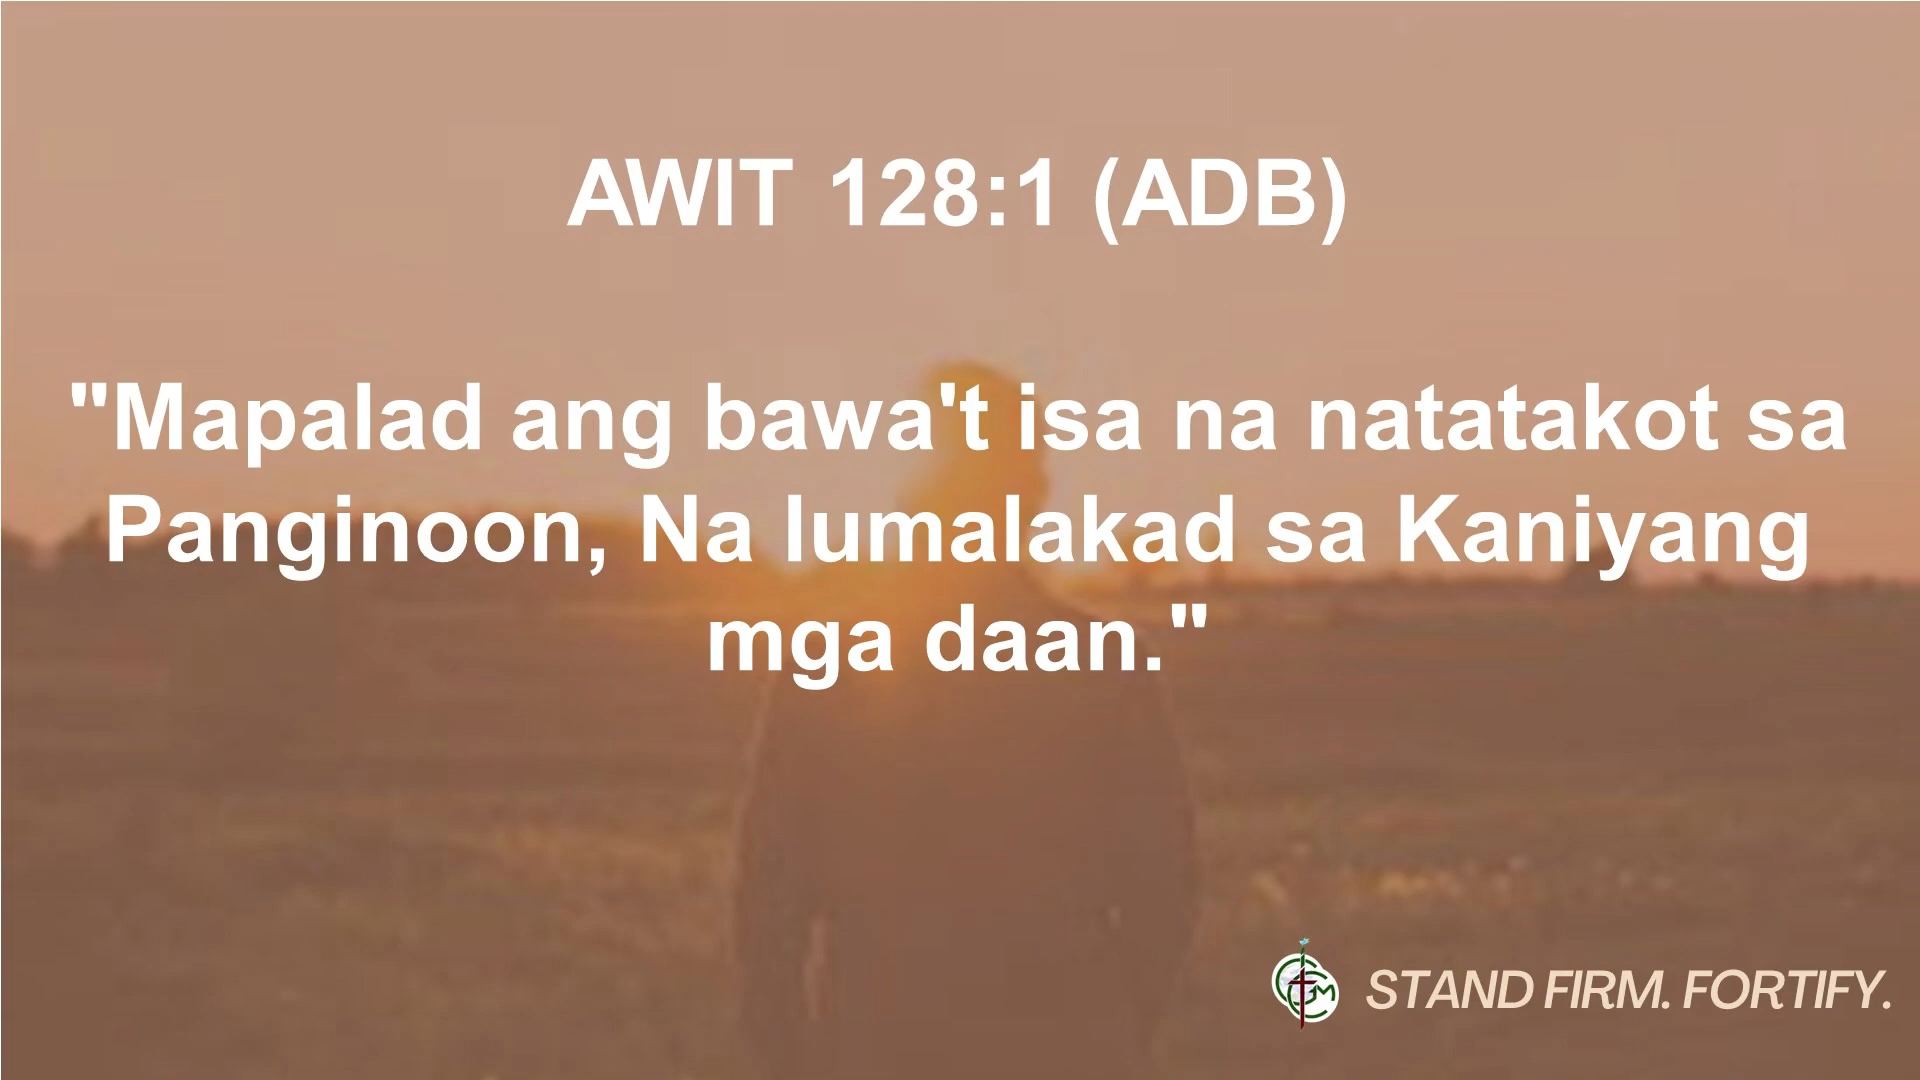 AWIT 128:1 (ADB)
"Mapalad ang bawa't isa na natatakot sa
Panginoon, Na lumalakad sa Kaniyang
mga daan."
STAND FIRM. FORTIFY.